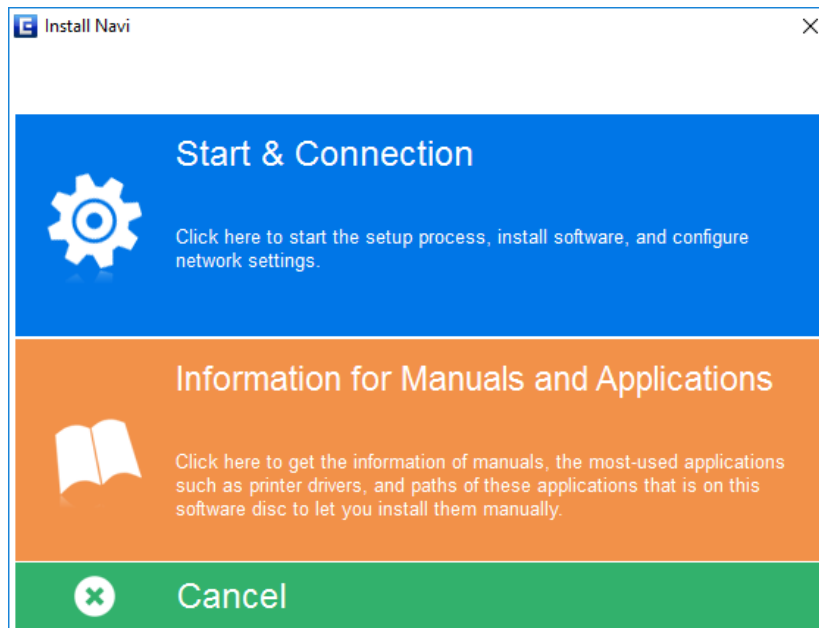 Install Navi
Start & Connection
Click here to start the setup process, install software, and configure
network settings.
Information for Manuals and Applications
Click here to get the information of manuals, the most-used applications
such as printer drivers, and paths of these applications that is on this
software disc to let you install them manually.
Cancel